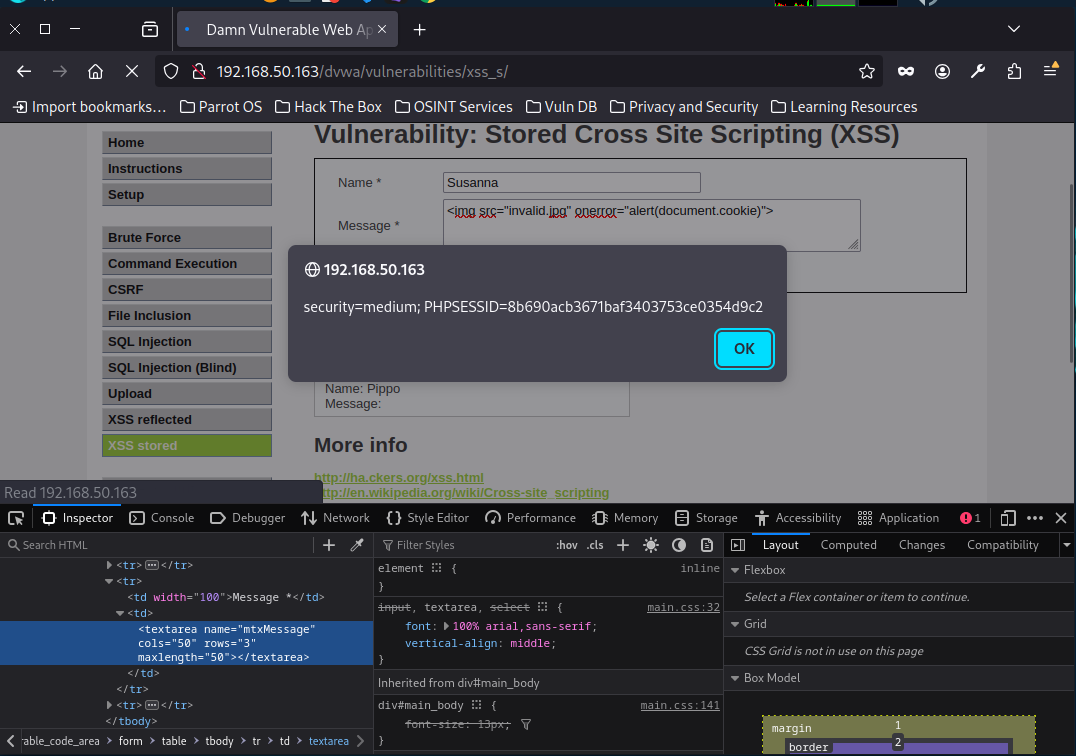 Damn Vulnerable Web Ap
192.168.50.163/dvwa/vulnerabilities/xss_s/
Import bookmarks… Parrot OS Hack The Box OSINT Services Vuln DB Privacy and Security Learning Resources
Home
Instructions
Setup
Brute Force
Command Execution
CSRF
File Inclusion
SQL Injection
SQL Injection (Blind)
Upload
XSS reflected
XSS stored
Vulnerability: Stored Cross Site Scripting (XSS)
Name * Susanna
Message * <img src="invalid.jpg" onerror="alert(document.cookie)">
192.168.50.163
security=medium; PHPSESSID=8b690acb3671baf3403753ce0354d9c2
OK
Name: Pippo
Message:
More info
http://ha.ckers.org/xss.html
http://en.wikipedia.org/wiki/Cross-site_scripting
Read 192.168.50.163
Inspector Console Debugger Network Style Editor Performance Memory Storage Accessibility Application 1
Search HTML
<tr> </tr>
<tr>
<td width="100">Message *</td>
<td>
<textarea name="mtxMessage"
cols="50" rows="3"
maxlength="50"></textarea>
</td>
</tr>
<tr> </tr>
</tbody>
rable_code_area > form > table > tbody > tr > td > textarea
Filter Styles :hov .cls
element { inline
}
input, textarea, select { main.css:32
font: 100% arial,sans-serif;
vertical-align: middle;
}
Inherited from div#main_body
div#main_body { main.css:141
font-size: 13px;
}
Layout Computed Changes Compatibility
Flexbox
Select a Flex container or item to continue.
Grid
CSS Grid is not in use on this page
Box Model
margin 1
border 2